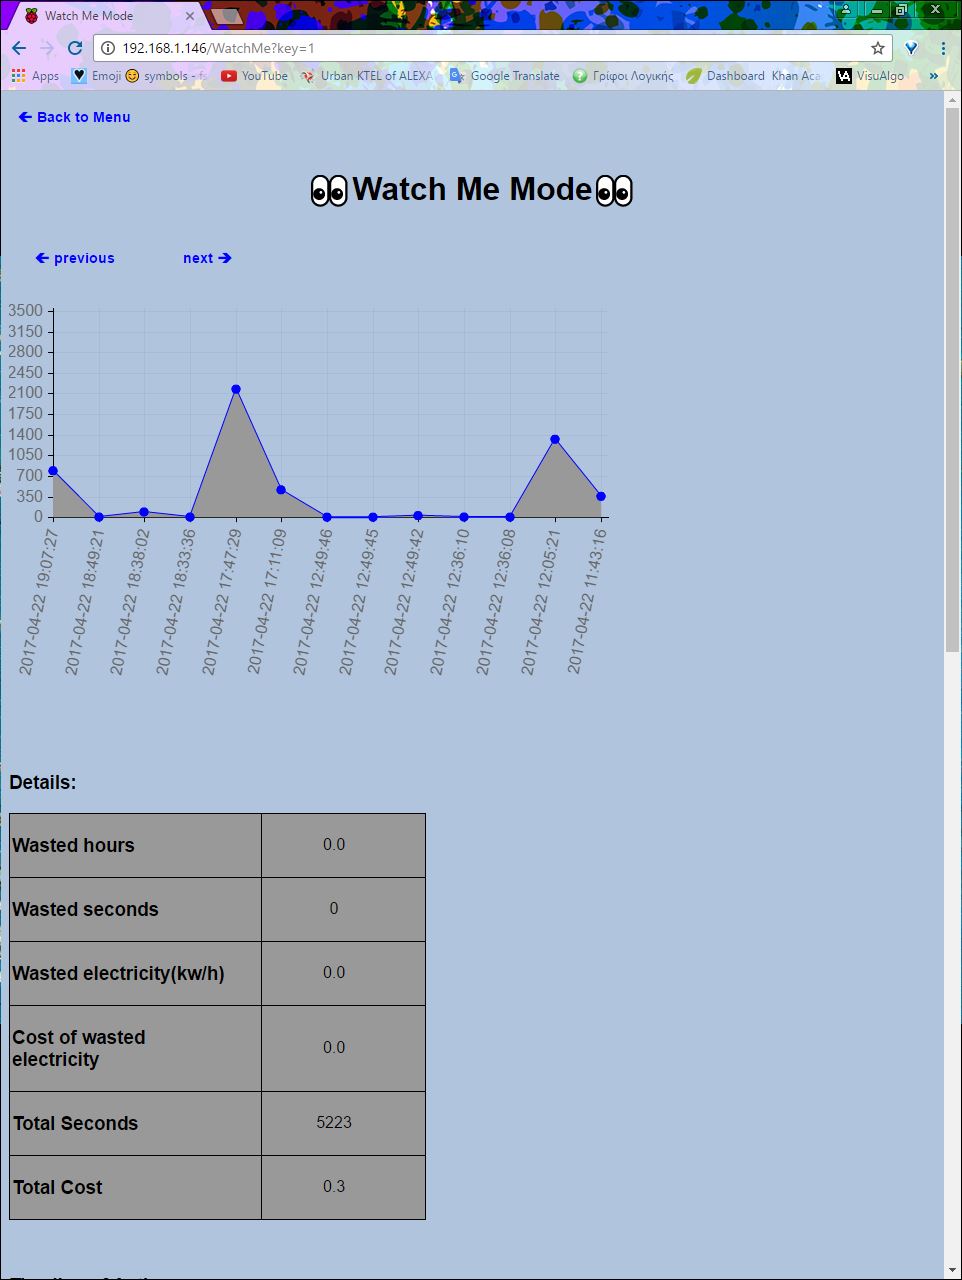 Watch Me Mode
192.168.1.146/WatchMe?key=1
Apps Emoji 😊 symbols - fs YouTube Urban KTEL of ALEXA Google Translate Γρίφοι Λογικής Dashboard Khan Aca VisuAlgo »
← Back to Menu
👀Watch Me Mode👀
← previous next →
3500
3150
2800
2450
2100
1750
1400
1050
700
350
0
2017-04-22 19:07:27
2017-04-22 18:49:21
2017-04-22 18:38:02
2017-04-22 18:33:36
2017-04-22 17:47:29
2017-04-22 17:11:09
2017-04-22 12:49:46
2017-04-22 12:49:45
2017-04-22 12:49:42
2017-04-22 12:36:10
2017-04-22 12:36:08
2017-04-22 12:05:21
2017-04-22 11:43:16
Details:
Wasted hours 0.0
Wasted seconds 0
Wasted electricity(kw/h) 0.0
Cost of wasted
electricity 0.0
Total Seconds 5223
Total Cost 0.3